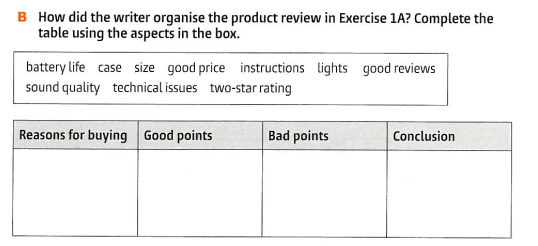 B How did the writer organise the product review in Exercise 1A? Complete the
table using the aspects in the box.
battery life case size good price instructions lights good reviews
sound quality technical issues two-star rating
Reasons for buying Good points Bad points Conclusion